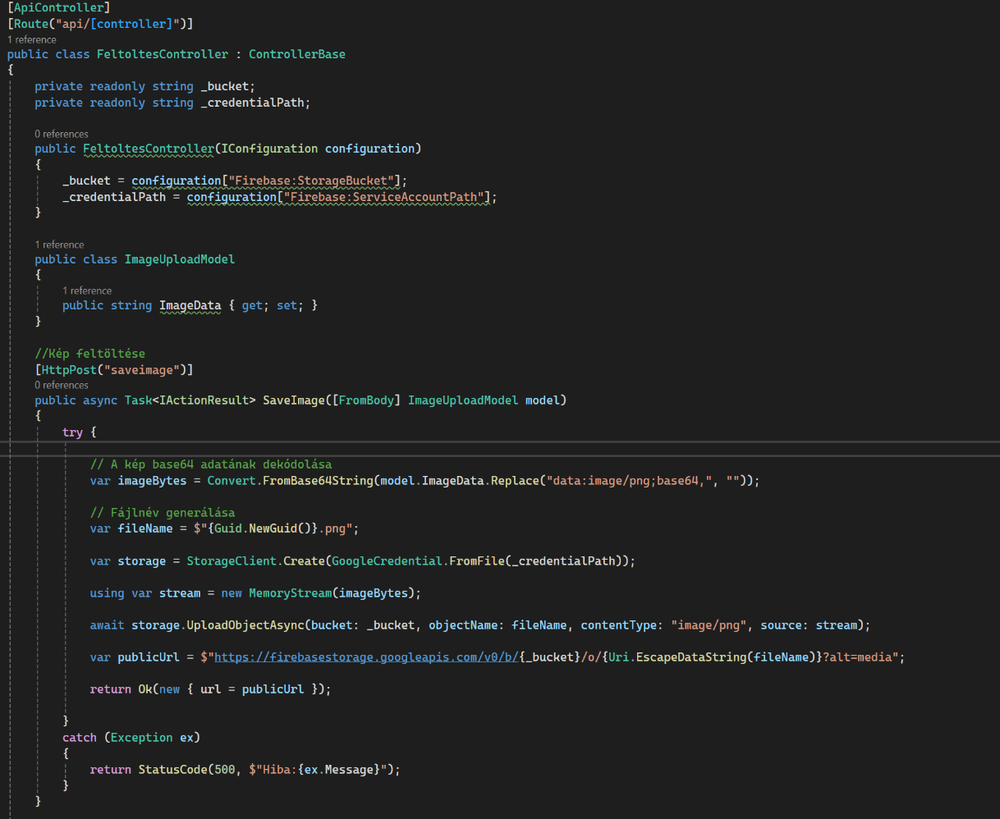 [ApiController]
[Route("api/[controller]")]
1 reference
public class FeltoltesController : ControllerBase
{
private readonly string _bucket;
private readonly string _credentialPath;
0 references
public FeltoltesController(IConfiguration configuration)
{
_bucket = configuration["Firebase:StorageBucket"];
_credentialPath = configuration["Firebase:ServiceAccountPath"];
}
1 reference
public class ImageUploadModel
{
1 reference
public string ImageData { get; set; }
}
//Kép feltöltése
[HttpPost("saveimage")]
0 references
public async Task<IActionResult> SaveImage([FromBody] ImageUploadModel model)
{
try {
// A kép base64 adatának dekódolása
var imageBytes = Convert.FromBase64String(model.ImageData.Replace("data:image/png;base64,", ""));
// Fájlnév generálása
var fileName = $"{Guid.NewGuid()}.png";
var storage = StorageClient.Create(GoogleCredential.FromFile(_credentialPath));
using var stream = new MemoryStream(imageBytes);
await storage.UploadObjectAsync(bucket: _bucket, objectName: fileName, contentType: "image/png", source: stream);
var publicUrl = $"https://firebasestorage.googleapis.com/v0/b/{_bucket}/o/{Uri.EscapeDataString(fileName)}?alt=media";
return Ok(new { url = publicUrl });
}
catch (Exception ex)
{
return StatusCode(500, $"Hiba:{ex.Message}");
}
}